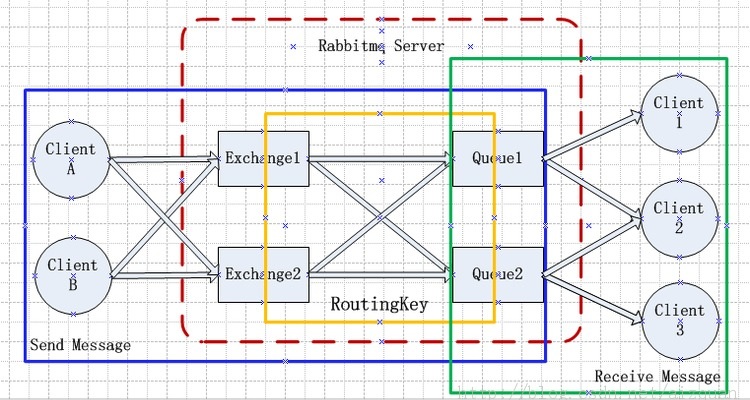 Rabbitmq Server
Client
A
Exchange1
Queue1
Client
1
Client
B
Exchange2
Queue2
Client
2
RoutingKey
Client
3
Send Message
Receive Message